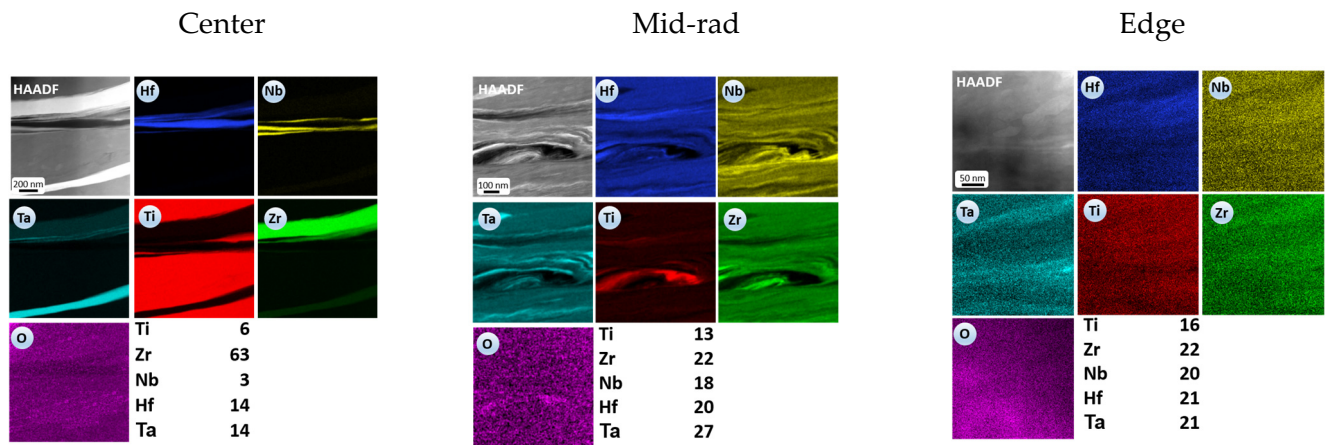 Center Mid-rad Edge
HAADF Hf Nb
200 nm
Ta Ti Zr
O
Ti 6
Zr 63
Nb 3
Hf 14
Ta 14
HAADF Hf Nb
100 nm
Ta Ti Zr
O
Ti 13
Zr 22
Nb 18
Hf 20
Ta 27
HAADF Hf Nb
50 nm
Ta Ti Zr
O
Ti 16
Zr 22
Nb 20
Hf 21
Ta 21